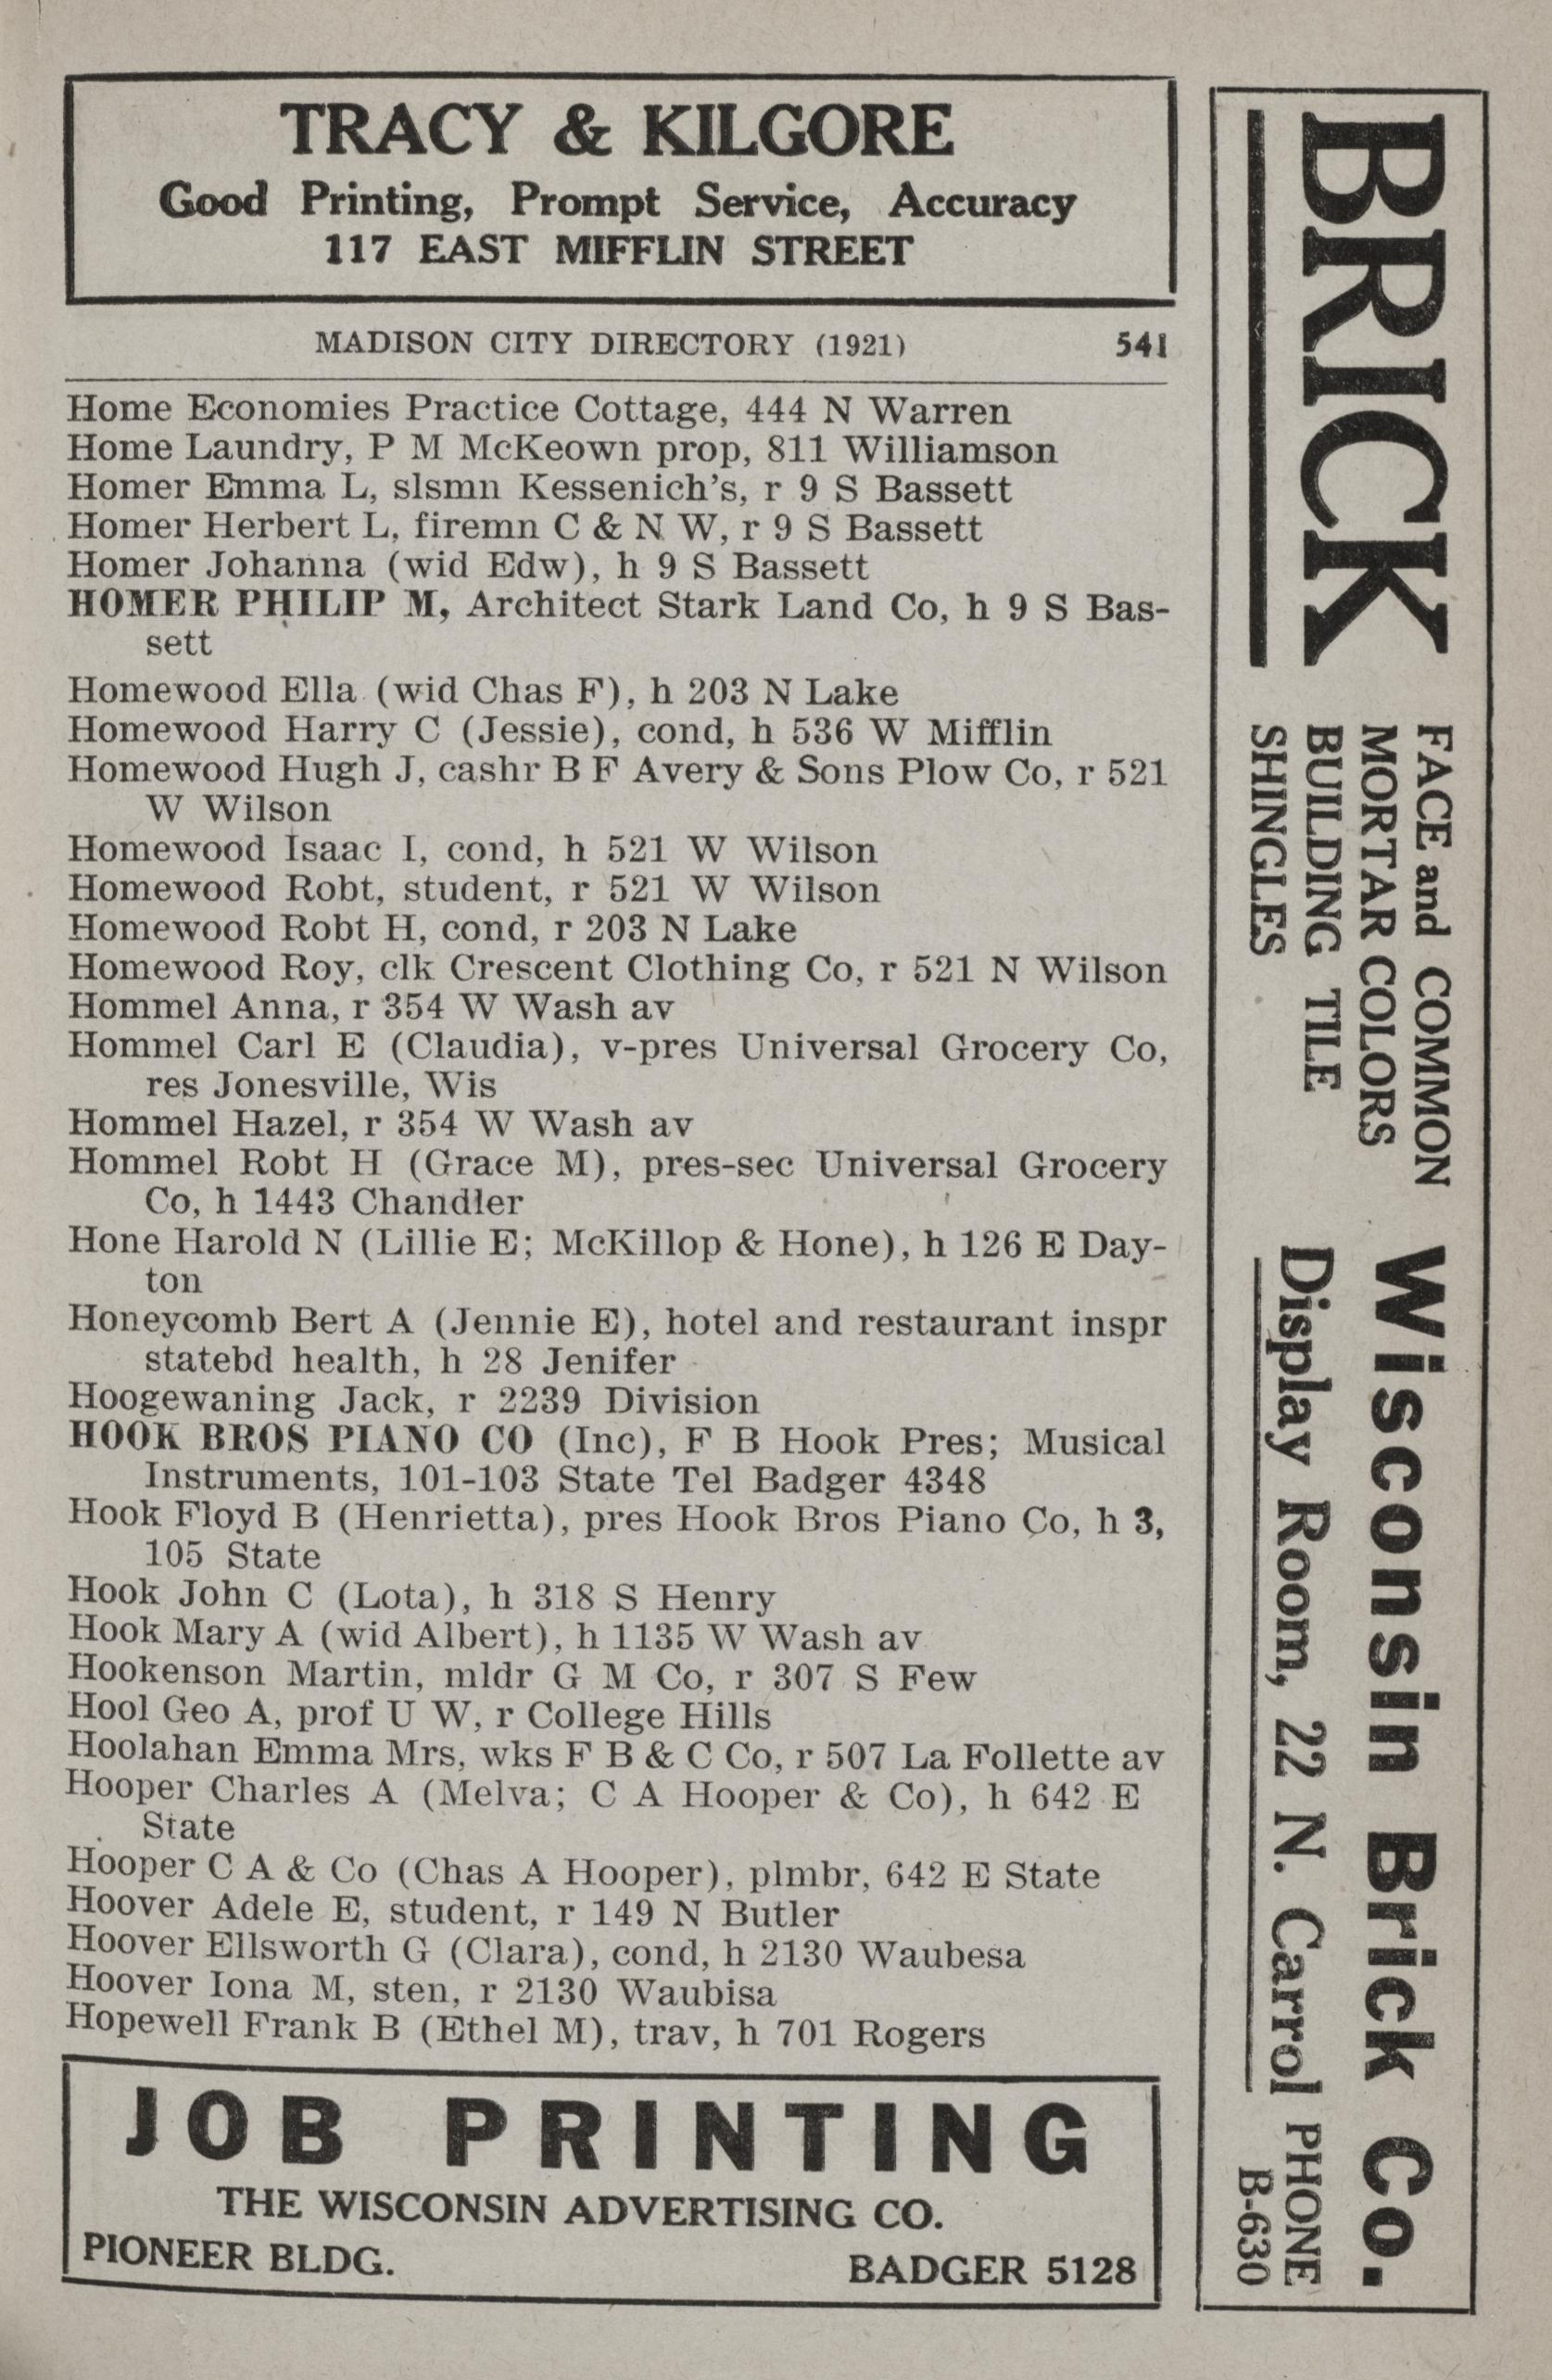 TRACY & KILGORE
Good Printing, Prompt Service, Accuracy
117 EAST MIFFLIN STREET
MADISON CITY DIRECTORY (1921) 541
Home Economies Practice Cottage, 444 N Warren
Home Laundry, P M McKeown prop, 811 Williamson
Homer Emma L, slsmn Kessenich's, r 9 S Bassett
Homer Herbert L, firemn C & N W, r 9 S Bassett
Homer Johanna (wid Edw), h 9 S Bassett
HOMER PHILIP M, Architect Stark Land Co, h 9 S Bas-
sett
Homewood Ella (wid Chas F), h 203 N Lake
Homewood Harry C (Jessie), cond, h 536 W Mifflin
Homewood Hugh J, cashr B F Avery & Sons Plow Co, r 521
W Wilson
Homewood Isaac I, cond, h 521 W Wilson
Homewood Robt, student, r 521 W Wilson
Homewood Robt H, cond, r 203 N Lake
Homewood Roy, clk Crescent Clothing Co, r 521 N Wilson
Hommel Anna, r 354 W Wash av
Hommel Carl E (Claudia), v-pres Universal Grocery Co,
res Jonesville, Wis
Hommel Hazel, r 354 W Wash av
Hommel Robt H (Grace M), pres-sec Universal Grocery
Co, h 1443 Chandler
Hone Harold N (Lillie E; McKillop & Hone), h 126 E Day-
ton
Honeycomb Bert A (Jennie E), hotel and restaurant inspr
statebd health, h 28 Jenifer
Hoogewaning Jack, r 2239 Division
HOOK BROS PIANO CO (Inc), F B Hook Pres; Musical
Instruments, 101-103 State Tel Badger 4348
Hook Floyd B (Henrietta), pres Hook Bros Piano Co, h 3,
105 State
Hook John C (Lota), h 318 S Henry
Hook Mary A (wid Albert), h 1135 W Wash av
Hookenson Martin, mldr G M Co, r 307 S Few
Hool Geo A, prof U W, r College Hills
Hoolahan Emma Mrs, wks F B & C Co, r 507 La Follette av
Hooper Charles A (Melva; C A Hooper & Co), h 642 E
State
Hooper C A & Co (Chas A Hooper), plmbr, 642 E State
Hoover Adele E, student, r 149 N Butler
Hoover Ellsworth G (Clara), cond, h 2130 Waubesa
Hoover Iona M, sten, r 2130 Waubisa
Hopewell Frank B (Ethel M), trav, h 701 Rogers
JOB PRINTING
THE WISCONSIN ADVERTISING CO.
PIONEER BLDG. BADGER 5128
BRICK
FACE and COMMON
MORTAR COLORS
BUILDING TILE
SHINGLES
Wisconsin Brick Co.
Display Room, 22 N. Carrol
PHONE
B-630